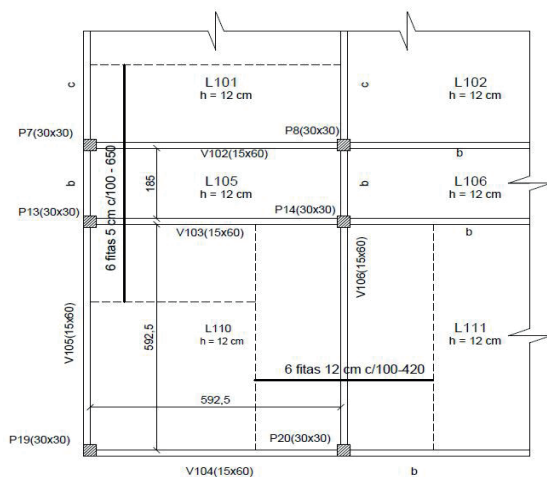 c
L101
h = 12 cm
c
L102
h = 12 cm
P7(30x30)
P8(30x30)
V102(15x60)
b
b
6 fitas 5 cm c/100 - 650
185
L105
h = 12 cm
b
L106
h = 12 cm
P13(30x30)
P14(30x30)
V103(15x60)
b
V105(15x60)
592,5
L110
h = 12 cm
V106(15x60)
L111
h = 12 cm
6 fitas 12 cm c/100-420
592,5
P19(30x30)
P20(30x30)
V104(15x60)
b